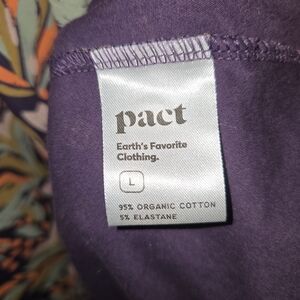 pact
Earth's Favorite
Clothing.
L
95% ORGANIC COTTON
5% ELASTANE